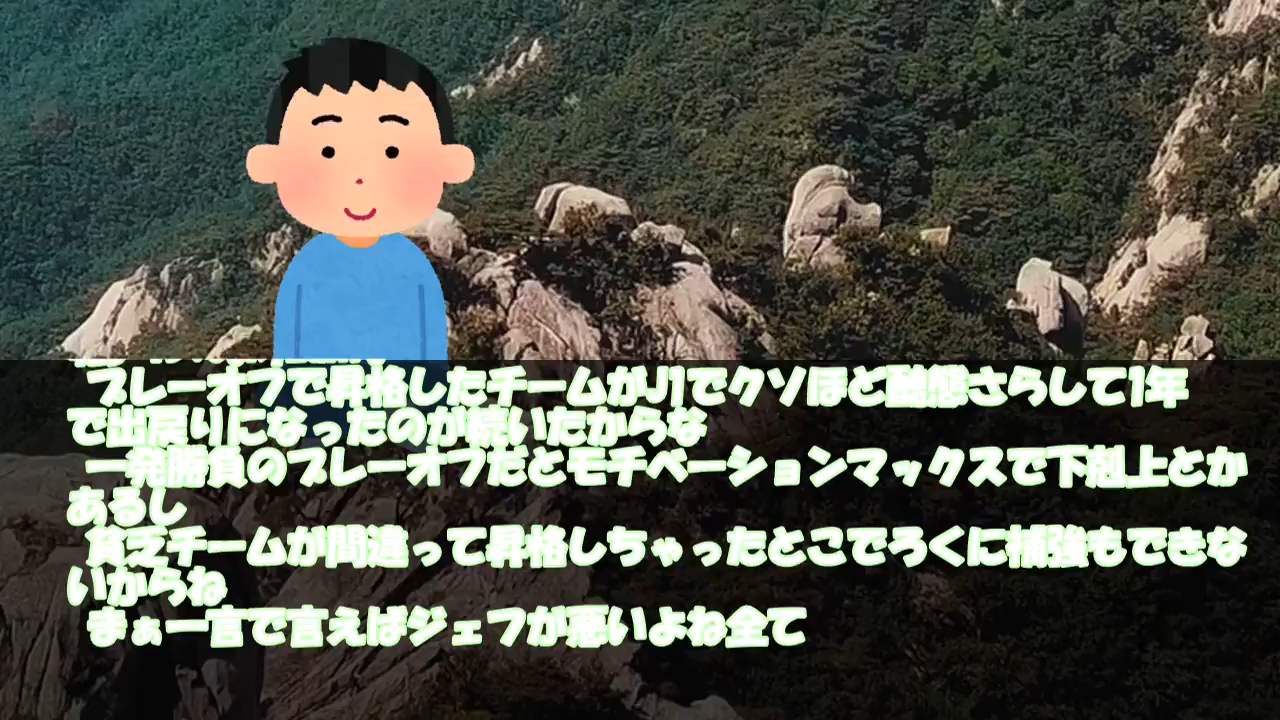 プレーオフで昇格したチームがJ1でクソほど醜態さらして1年
で出戻りになったのが続いたからな
一発勝負のプレーオフだとモチベーションマックスで下剋上とか
あるし
貧乏チームが間違って昇格しちゃったとこでろくに補強もできな
いからね
まぁ一言で言えばジェフが悪いよね全て